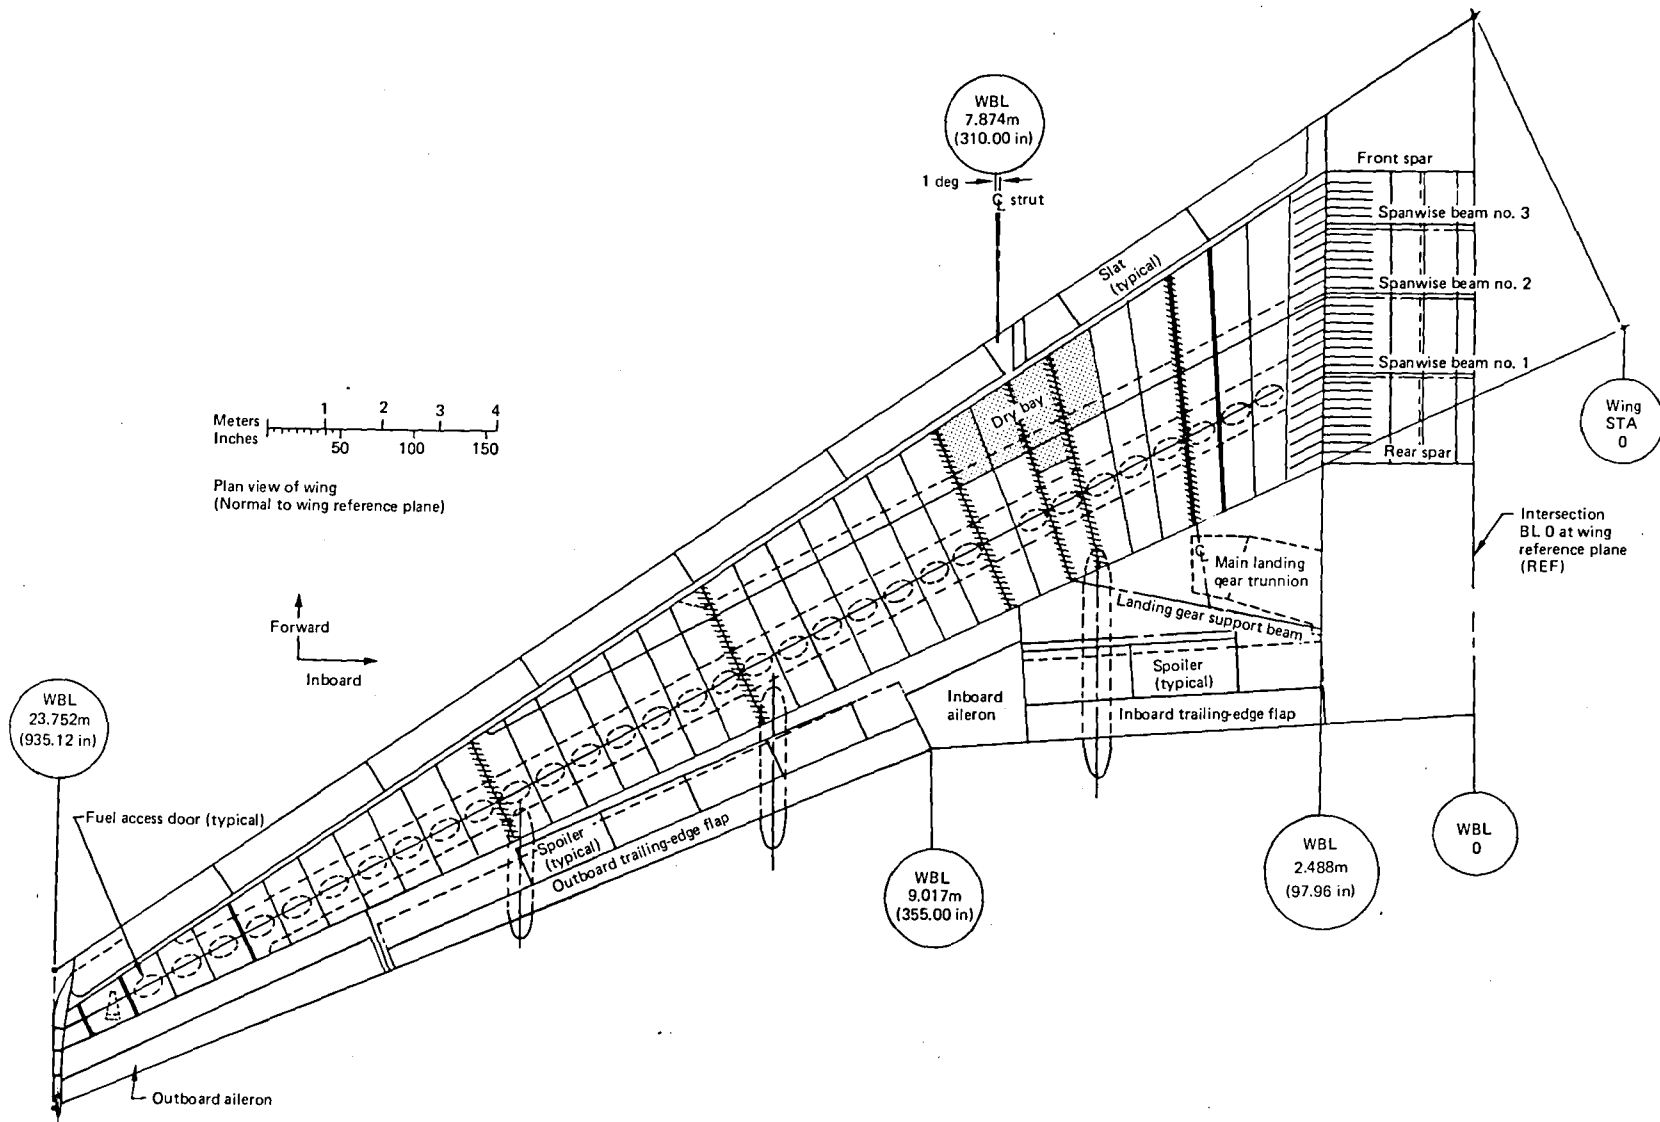 WBL
7.874m
(310.00 in)
1 deg
℄ strut
Front spar
Spanwise beam no. 3
Slat
(typical)
Spanwise beam no. 2
Spanwise beam no. 1
Dry bay
Meters
1 2 3 4
Inches
50 100 150
Wing
STA
0
Rear spar
Plan view of wing
(Normal to wing reference plane)
Intersection
BL 0 at wing
reference plane
(REF)
℄
Main landing
gear trunnion
Landing gear support beam
Forward
Inboard
Spoiler
(typical)
Inboard
aileron
Inboard trailing-edge flap
WBL
23.752m
(935.12 in)
Fuel access door (typical)
Spoiler
(typical)
Outboard trailing-edge flap
WBL
9.017m
(355.00 in)
WBL
2.488m
(97.96 in)
WBL
0
Outboard aileron